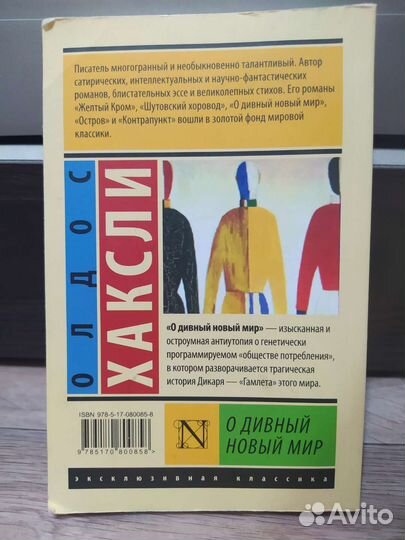 Писатель многогранный и необыкновенно талантливый. Автор
сатирических, интеллектуальных и научно-фантастических
романов, блистательных эссе и великолепных стихов. Его романы
«Желтый Кром», «Шутовский хоровод», «О дивный новый мир»,
«Остров» и «Контрапункт» вошли в золотой фонд мировой
классики.
ОЛДОС
ХАКСЛИ
«О дивный новый мир» — изысканная и
остроумная антиутопия о генетически
программируемом «обществе потребления»,
в котором разворачивается трагическая
история Дикаря — «Гамлета» этого мира.
ISBN 978-5-17-080085-8
9 785170 800858 >
N
О ДИВНЫЙ
НОВЫЙ МИР
эксклюзивная классика
Avito